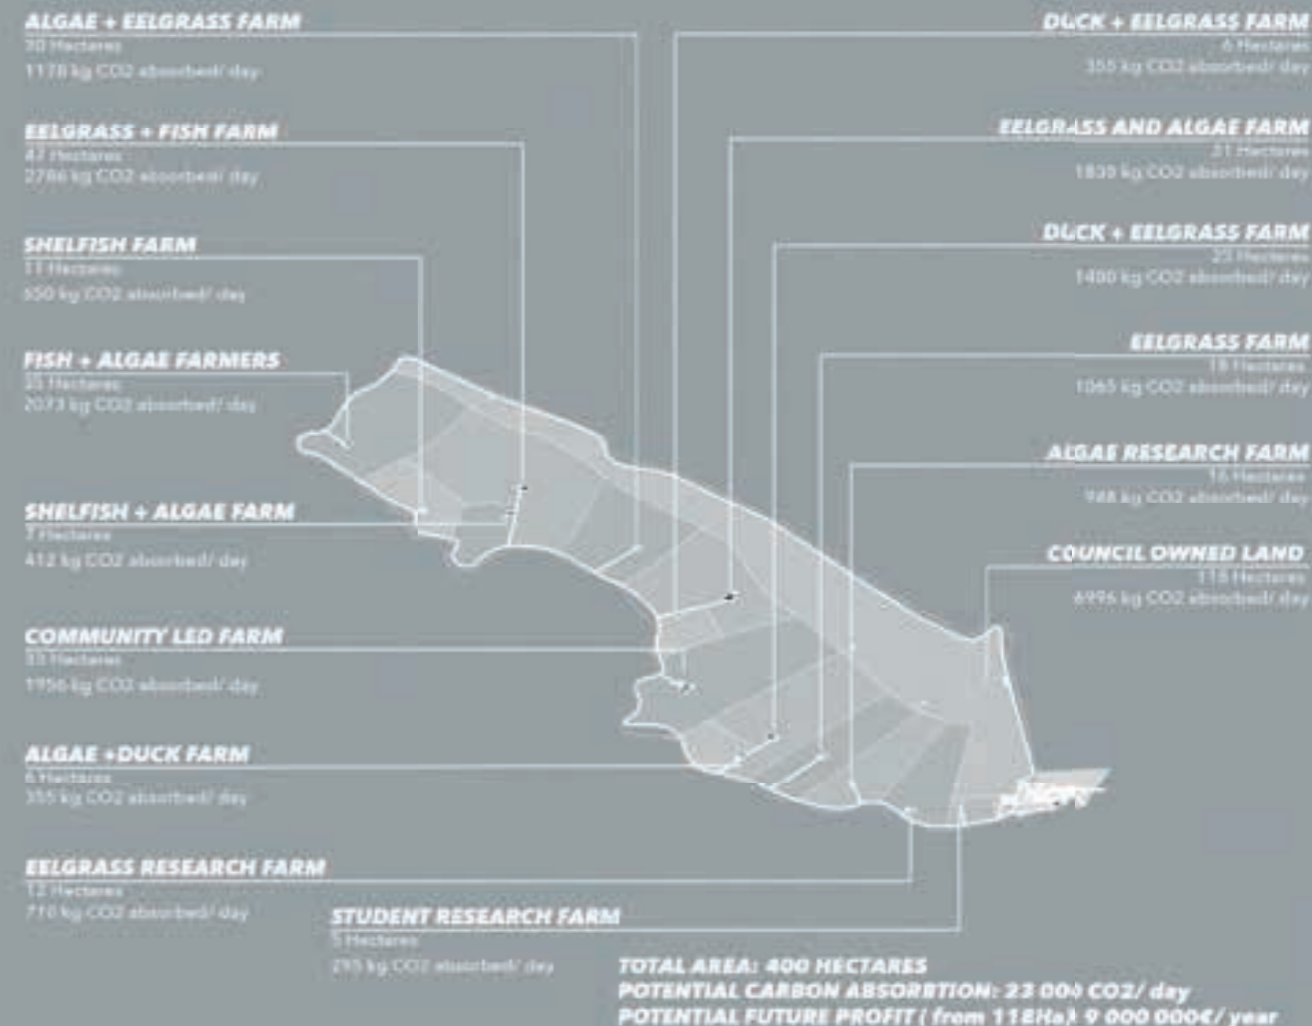 ALGAE + EELGRASS FARM
Hectares
1178 kg CO2 absorbed/ day
EELGRASS + FISH FARM
47 Hectares
2786 kg CO2 absorbed/ day
SHELFISH FARM
11 Hectares
650 kg CO2 absorbed/ day
FISH + ALGAE FARMERS
35 Hectares
2073 kg CO2 absorbed/ day
SHELFISH + ALGAE FARM
7 Hectares
412 kg CO2 absorbed/ day
COMMUNITY LED FARM
33 Hectares
1956 kg CO2 absorbed/ day
ALGAE +DUCK FARM
6 Hectares
355 kg CO2 absorbed/ day
EELGRASS RESEARCH FARM
12 Hectares
710 kg CO2 absorbed/ day
STUDENT RESEARCH FARM
5 Hectares
295 kg CO2 absorbed/ day
DUCK + EELGRASS FARM
6 Hectares
355 kg CO2 absorbed/ day
EELGRASS AND ALGAE FARM
31 Hectares
kg CO2 absorbed/ day
DUCK + EELGRASS FARM
25 Hectares
1480 kg CO2 absorbed/ day
EELGRASS FARM
18 Hectares
1065 kg CO2 absorbed/ day
ALGAE RESEARCH FARM
16 Hectares
948 kg CO2 absorbed/ day
COUNCIL OWNED LAND
118 Hectares
6996 kg CO2 absorbed/ day
TOTAL AREA: 400 HECTARES
POTENTIAL CARBON ABSORBTION: 23 000 CO2/ day
POTENTIAL FUTURE PROFIT ( from 118Ha): 9 000 000€/ year